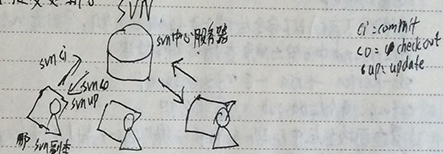 SVN
svn中心服务器
svn ci
svn co
svn up
svn副本
ci:commit
co:checkout
up:update